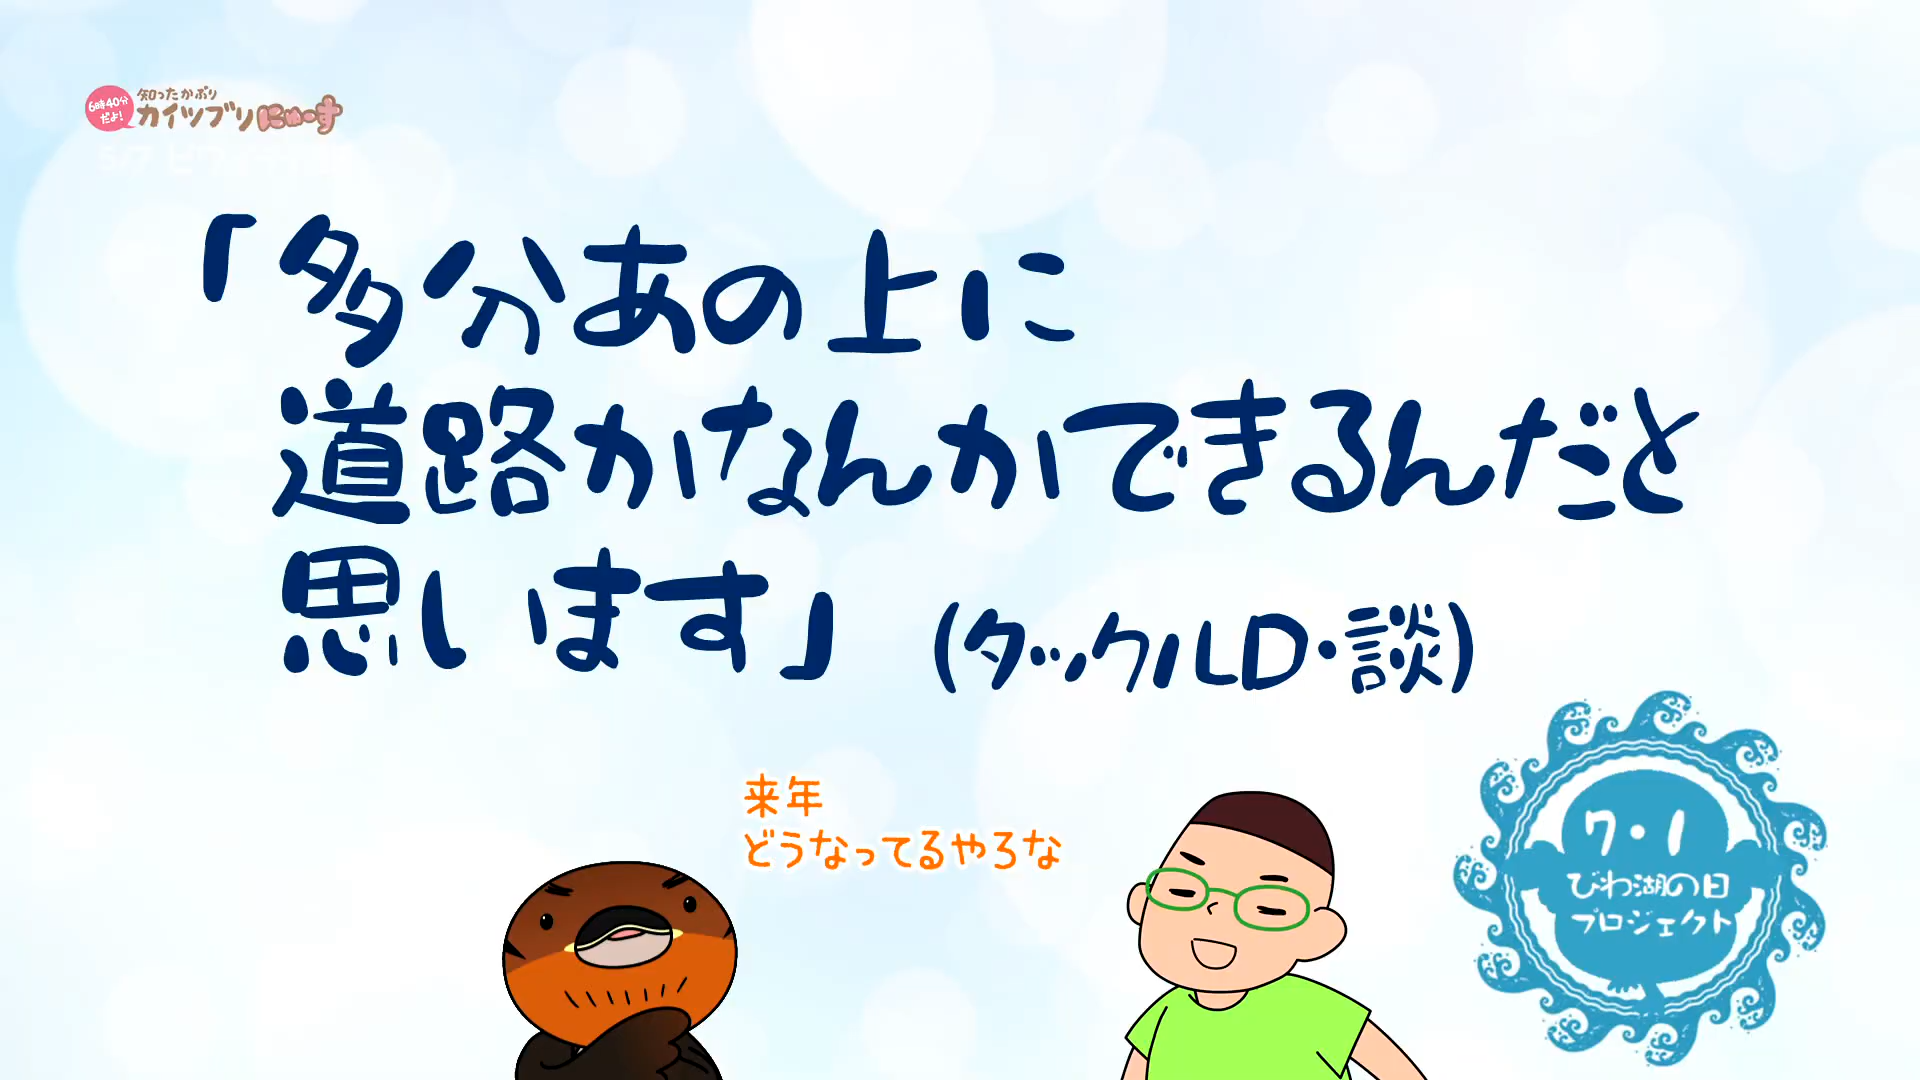 6時40分
だよ!
知ったかぶり
カイツブリにゅーす
「多分あの上に
道路かなんかできるんだと
思います」
(タックルD・談)
来年
どうなってるやろな
7・1
びわ湖の日
プロジェクト